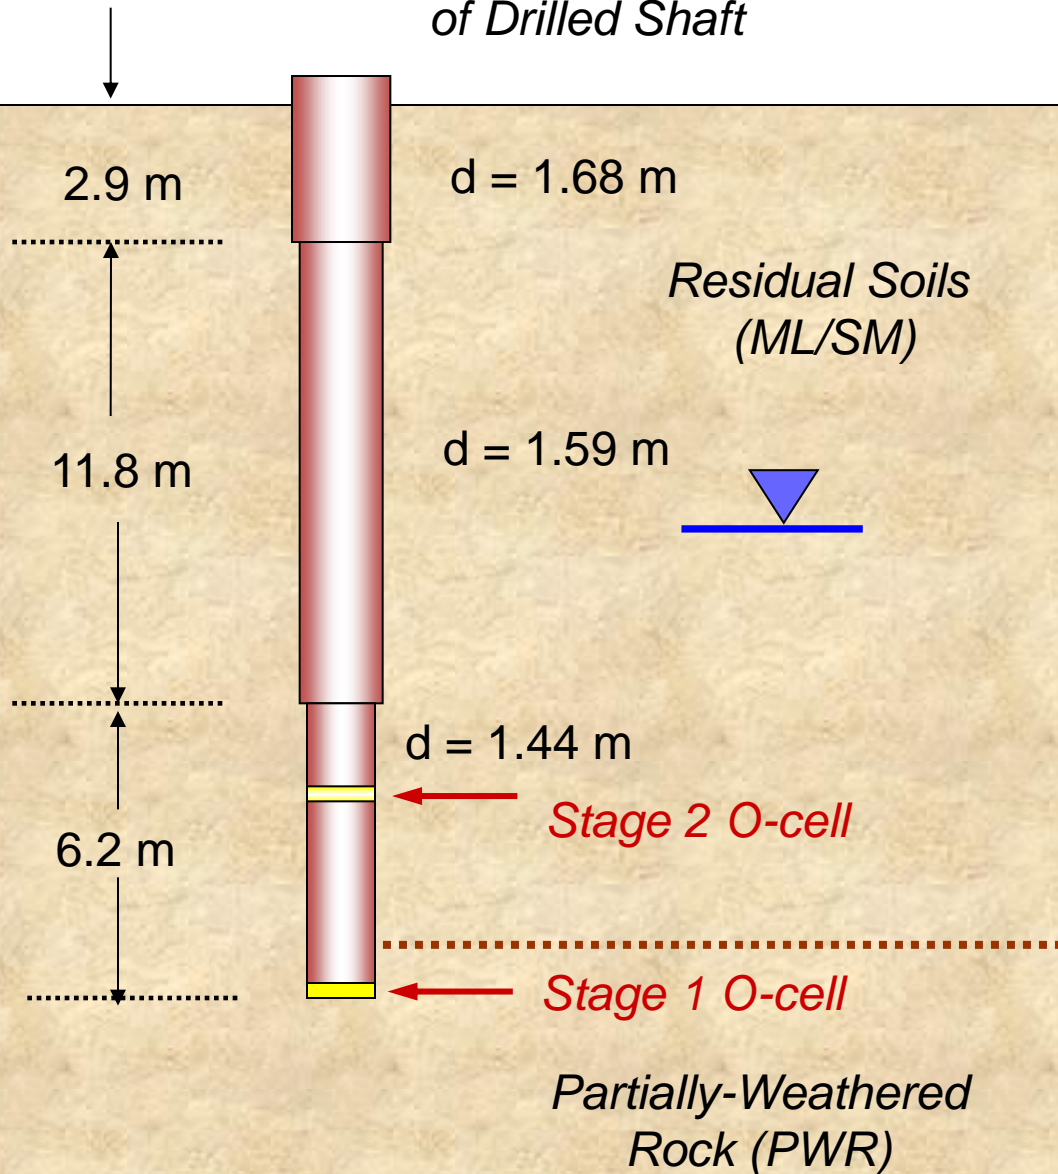 of Drilled Shaft
2.9 m
d = 1.68 m
Residual Soils
(ML/SM)
d = 1.59 m
11.8 m
d = 1.44 m
Stage 2 O-cell
6.2 m
Stage 1 O-cell
Partially-Weathered
Rock (PWR)